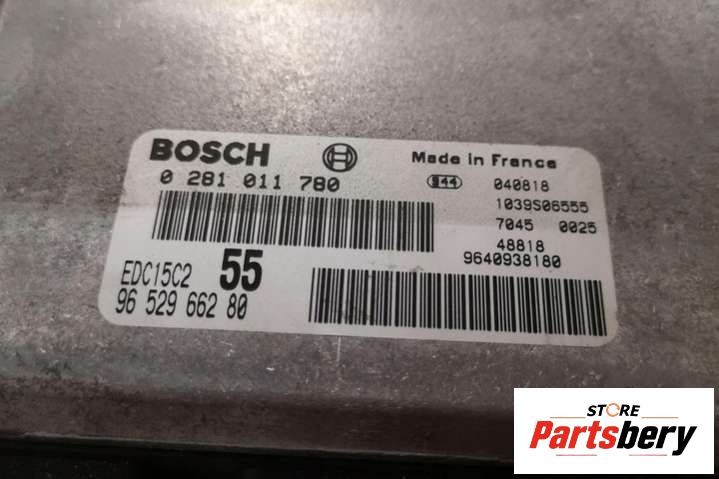 BOSCH
Made in France
0 281 011 780
040818
1039S06555
7045 0025
48818
9640938180
EDC15C2 55
96 529 662 80
STORE
Partsbery